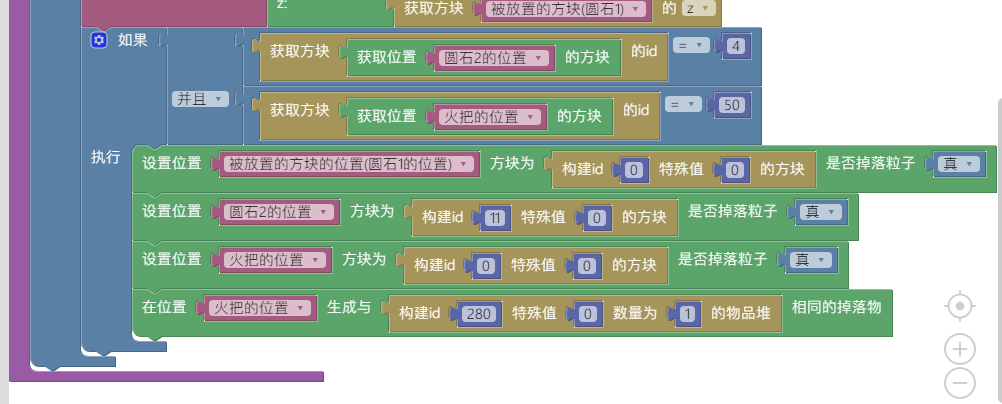 z: 获取方块 被放置的方块(圆石1) 的 z
如果 获取方块 获取位置 圆石2的位置 的方块 的id = 4
并且 获取方块 获取位置 火把的位置 的方块 的id = 50
执行 设置位置 被放置的方块的位置(圆石1的位置) 方块为 构建id 0 特殊值 0 的方块 是否掉落粒子 真
设置位置 圆石2的位置 方块为 构建id 11 特殊值 0 的方块 是否掉落粒子 真
设置位置 火把的位置 方块为 构建id 0 特殊值 0 的方块 是否掉落粒子 真
在位置 火把的位置 生成与 构建id 280 特殊值 0 数量为 1 的物品堆 相同的掉落物